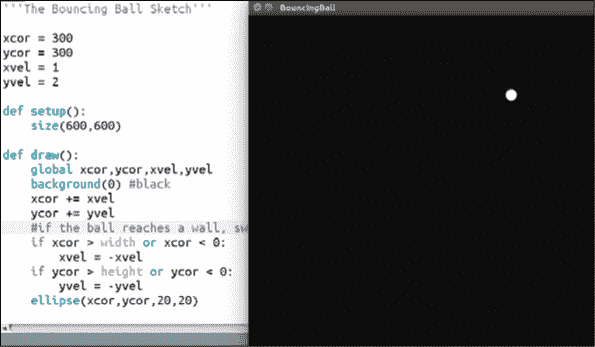 '''The Bouncing Ball Sketch'''
xcor = 300
ycor = 300
xvel = 1
yvel = 2
def setup():
    size(600,600)
def draw():
    global xcor,ycor,xvel,yvel
    background(0) #black
    xcor += xvel
    ycor += yvel
    #if the ball reaches a wall, sw
    if xcor > width or xcor < 0:
        xvel = -xvel
    if ycor > height or ycor < 0:
        yvel = -yvel
    ellipse(xcor,ycor,20,20)
BouncingBall